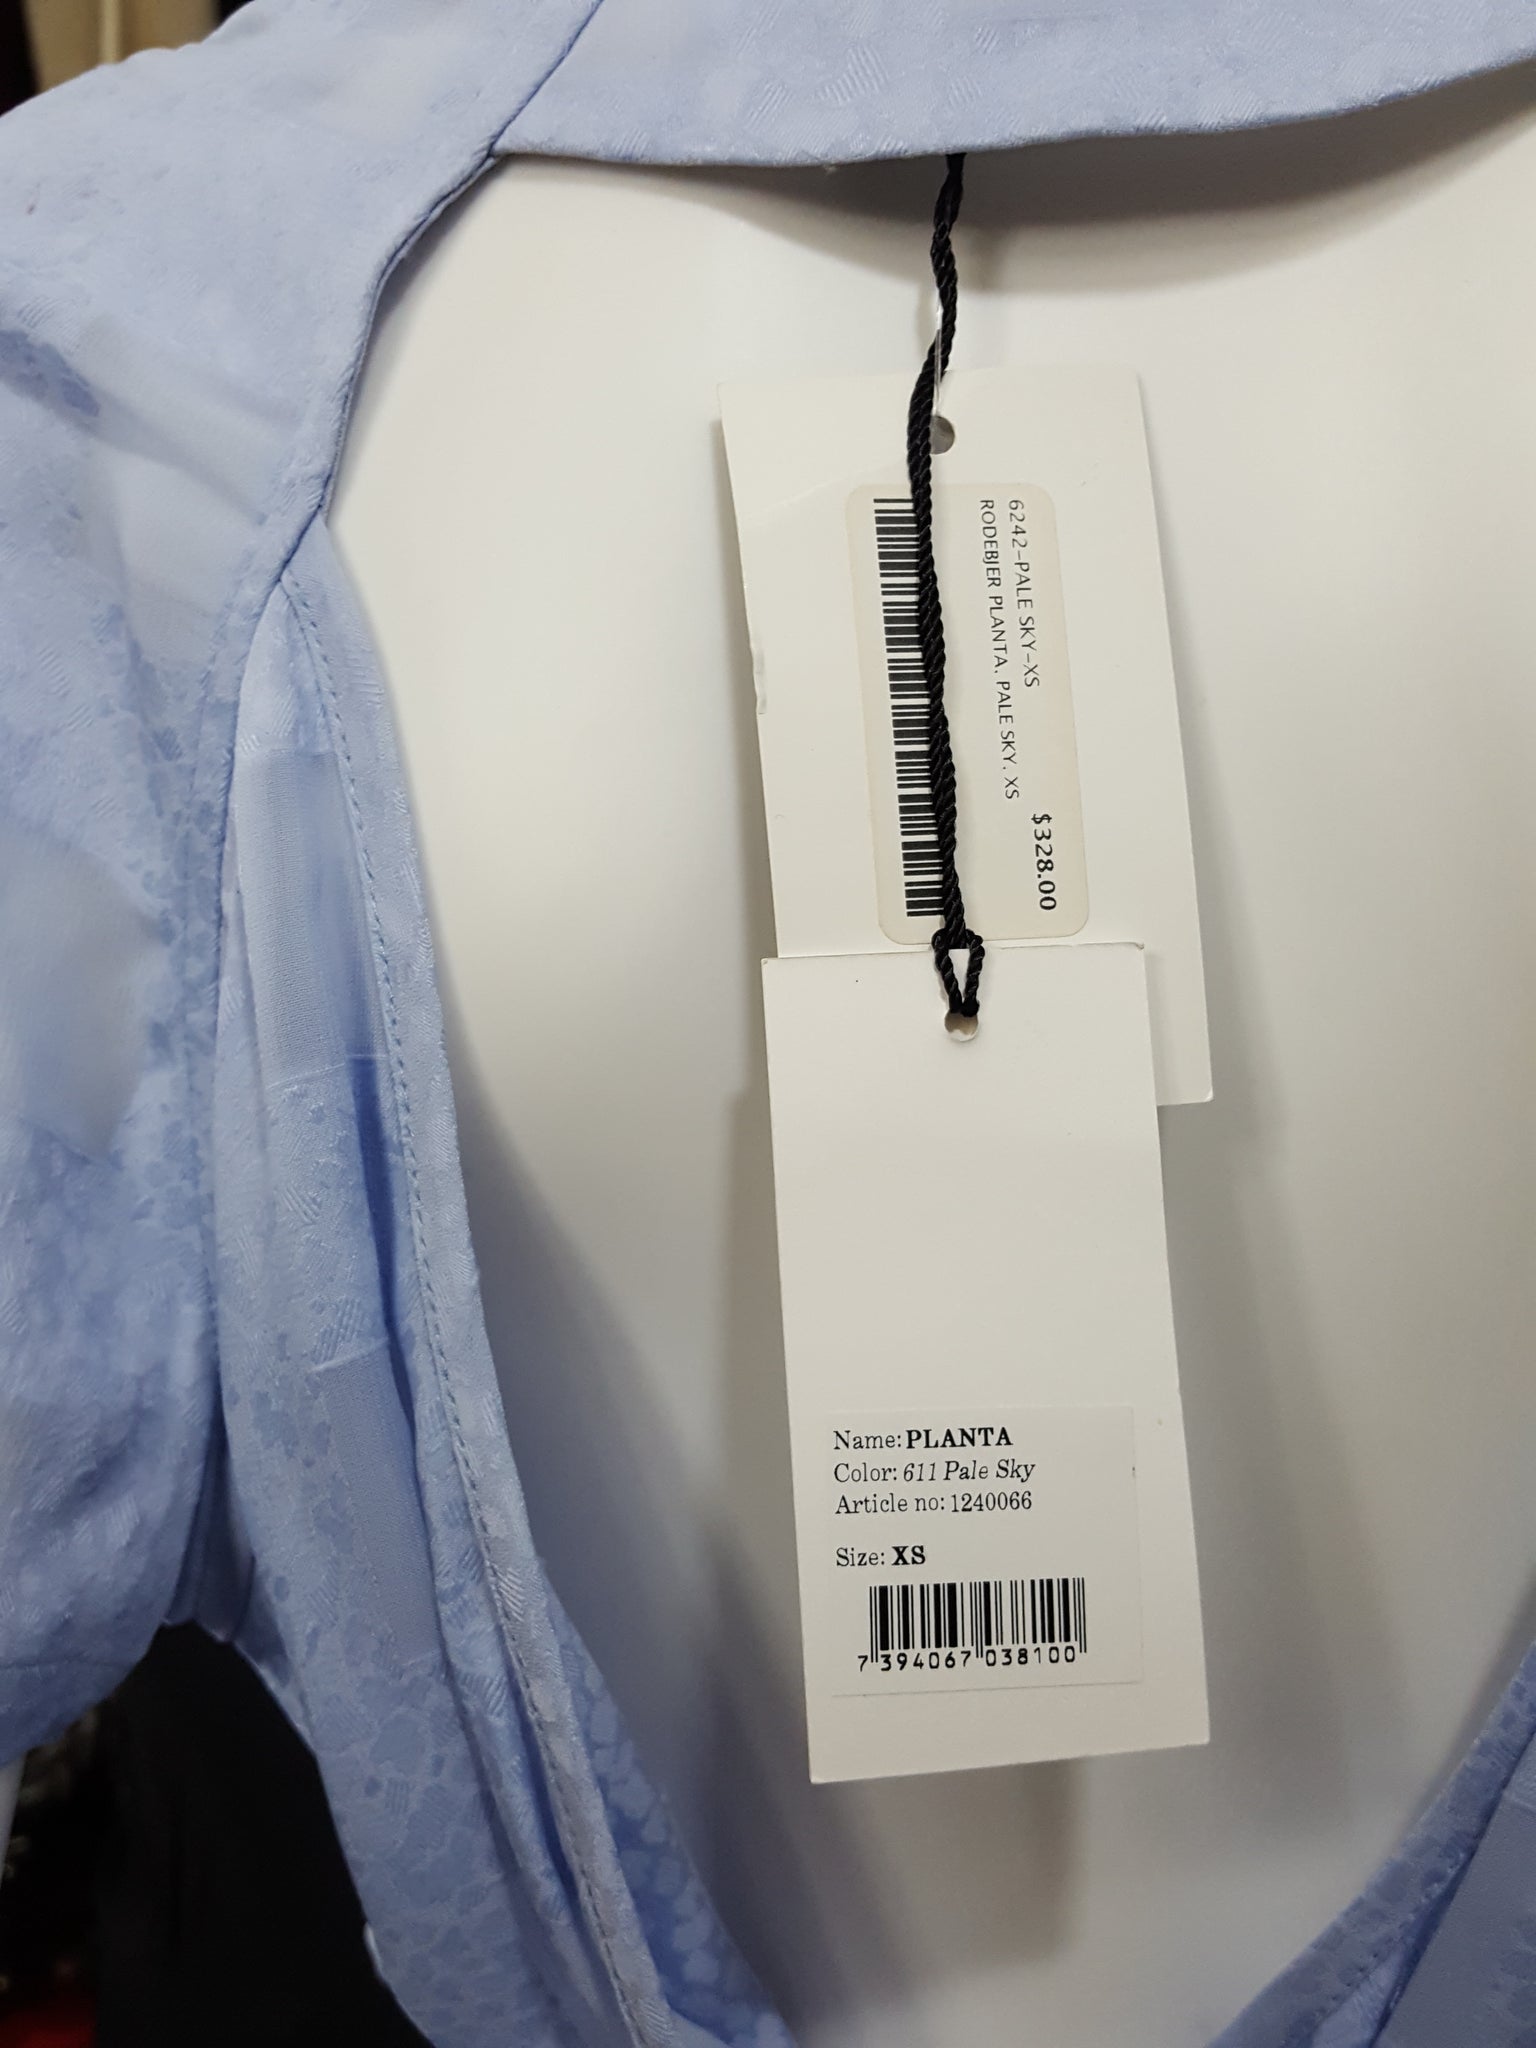 6242-PALE SKY-XS
RODEBJER PLANTA. PALE SKY. XS
$328.00
Name: PLANTA
Color: 611 Pale Sky
Article no: 1240066
Size: XS
7 394067 038100